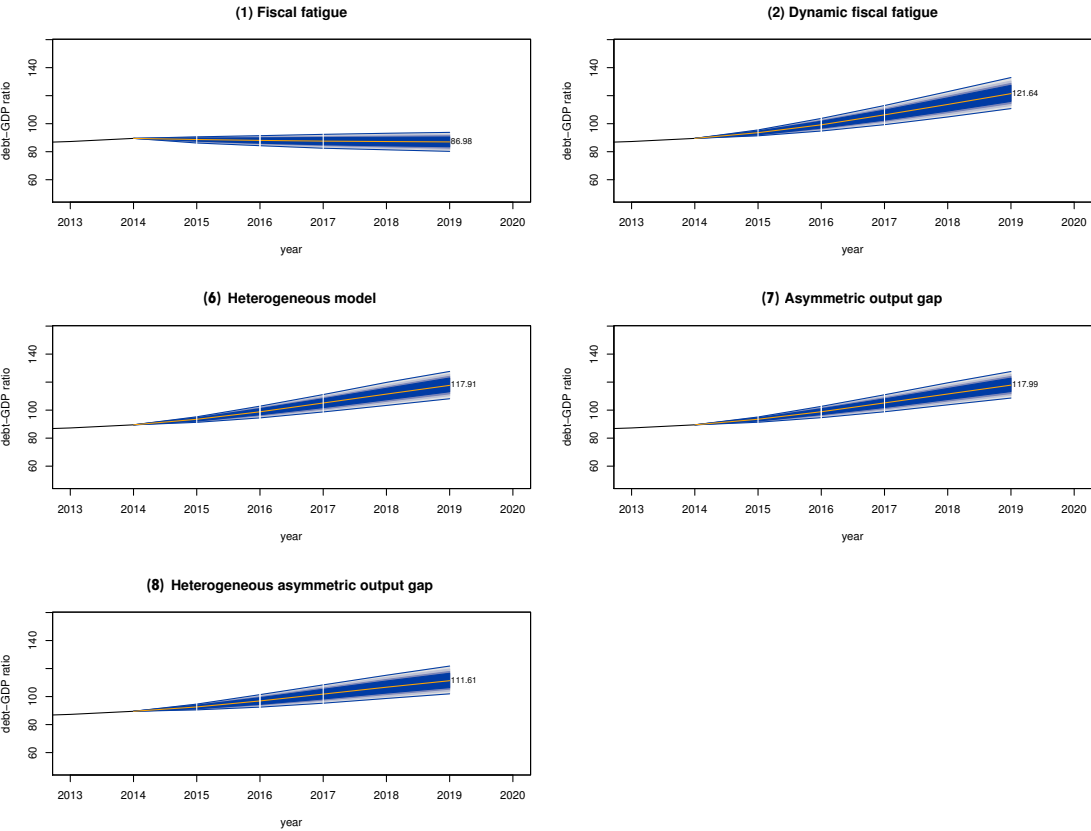 (1) Fiscal fatigue
debt−GDP ratio
60 80 100 140
86.98
2013 2014 2015 2016 2017 2018 2019 2020
year
(2) Dynamic fiscal fatigue
debt−GDP ratio
60 80 100 140
121.64
2013 2014 2015 2016 2017 2018 2019 2020
year
(6) Heterogeneous model
debt−GDP ratio
60 80 100 140
117.91
2013 2014 2015 2016 2017 2018 2019 2020
year
(7) Asymmetric output gap
debt−GDP ratio
60 80 100 140
117.99
2013 2014 2015 2016 2017 2018 2019 2020
year
(8) Heterogeneous asymmetric output gap
debt−GDP ratio
60 80 100 140
111.61
2013 2014 2015 2016 2017 2018 2019 2020
year